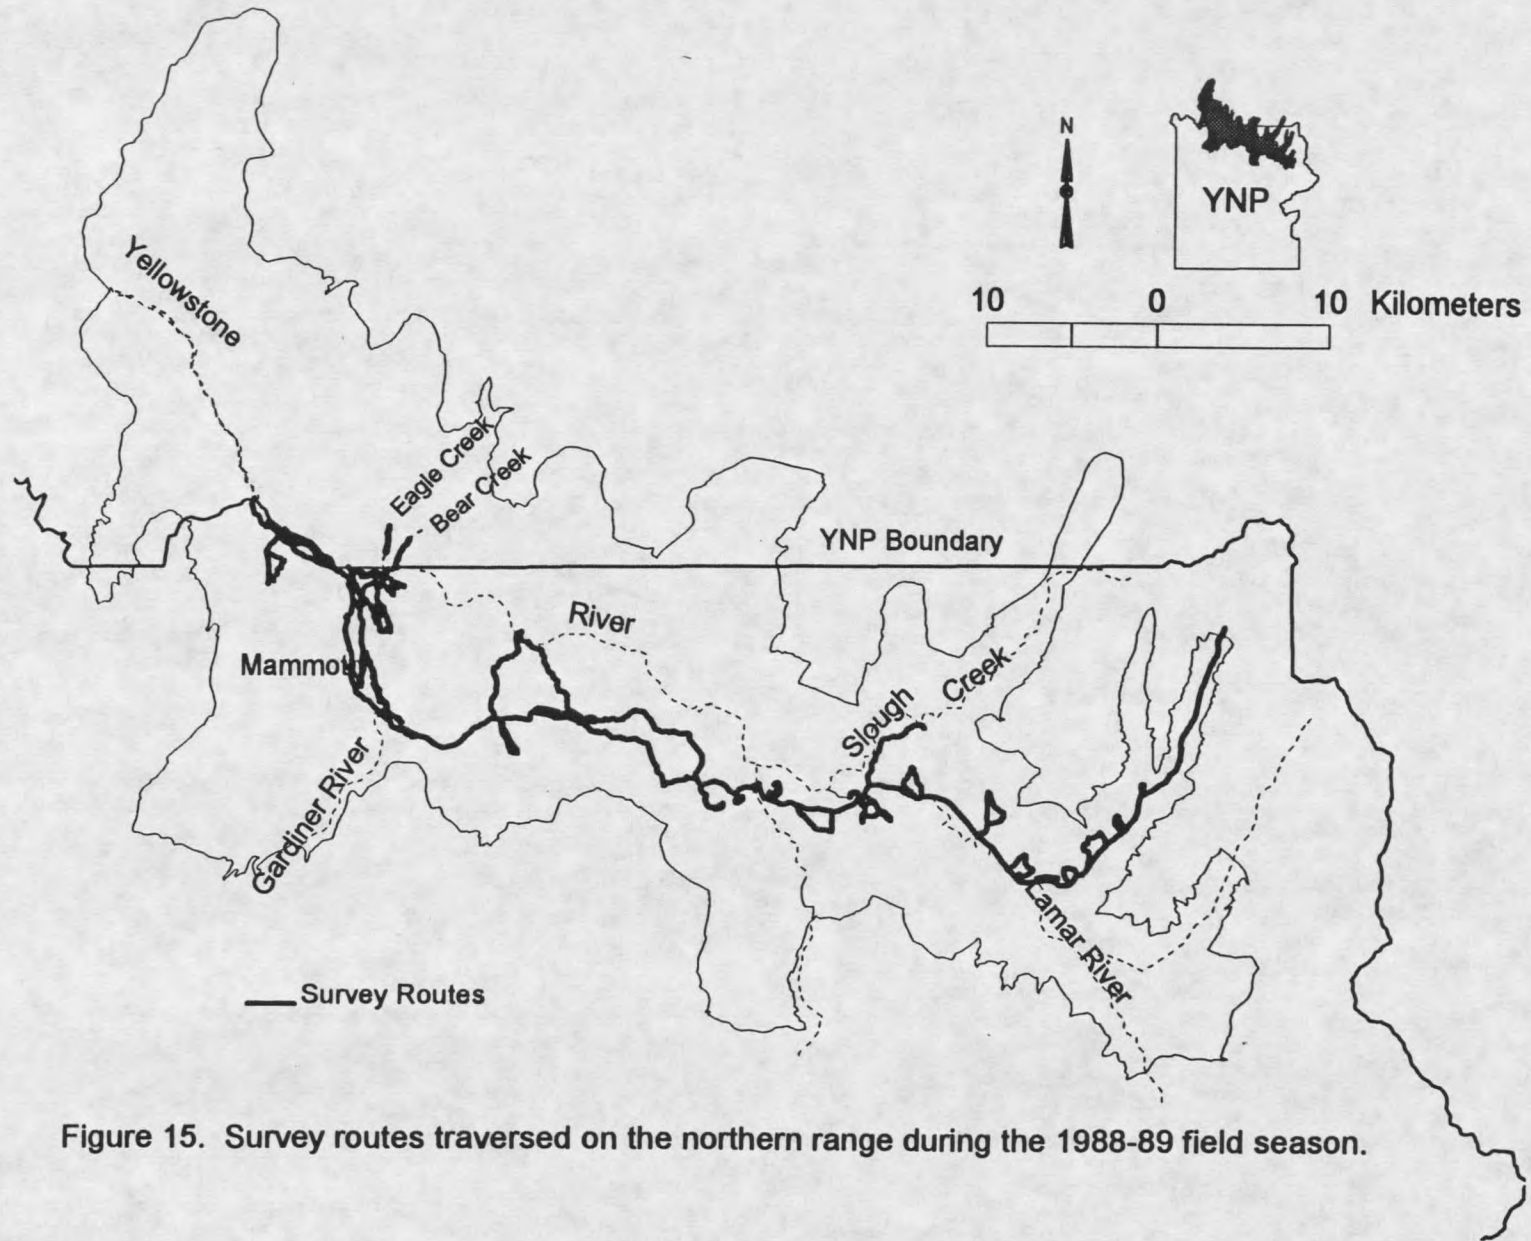 N
YNP
10 0 10 Kilometers
Yellowstone
Eagle Creek
Bear Creek
YNP Boundary
River
Mammoth
Slough Creek
Gardiner River
Lamar River
Survey Routes
Figure 15. Survey routes traversed on the northern range during the 1988-89 field season.